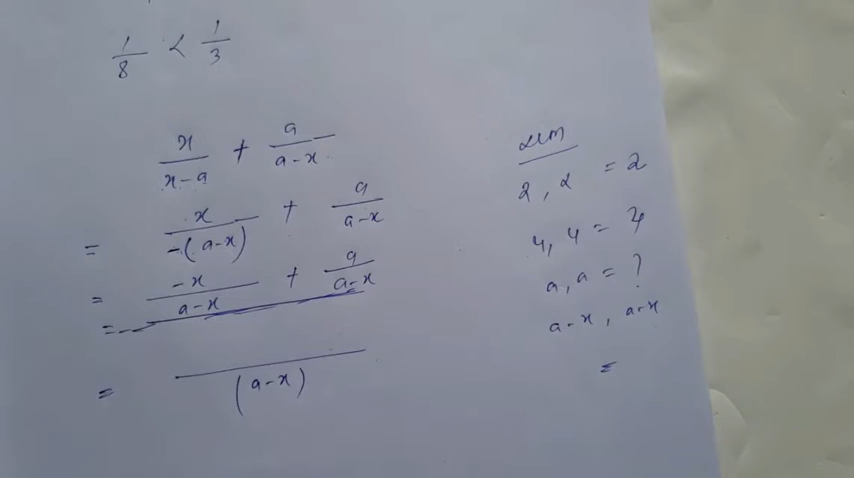 1/8 < 1/3
x/(x-a) + a/(a-x)
= x/-(a-x) + a/(a-x)
= -x/(a-x) + a/(a-x)
=
= /(a-x)
LCM
2, 2 = 2
4, 4 = 4
a, a = ?
a-x, a-x
=